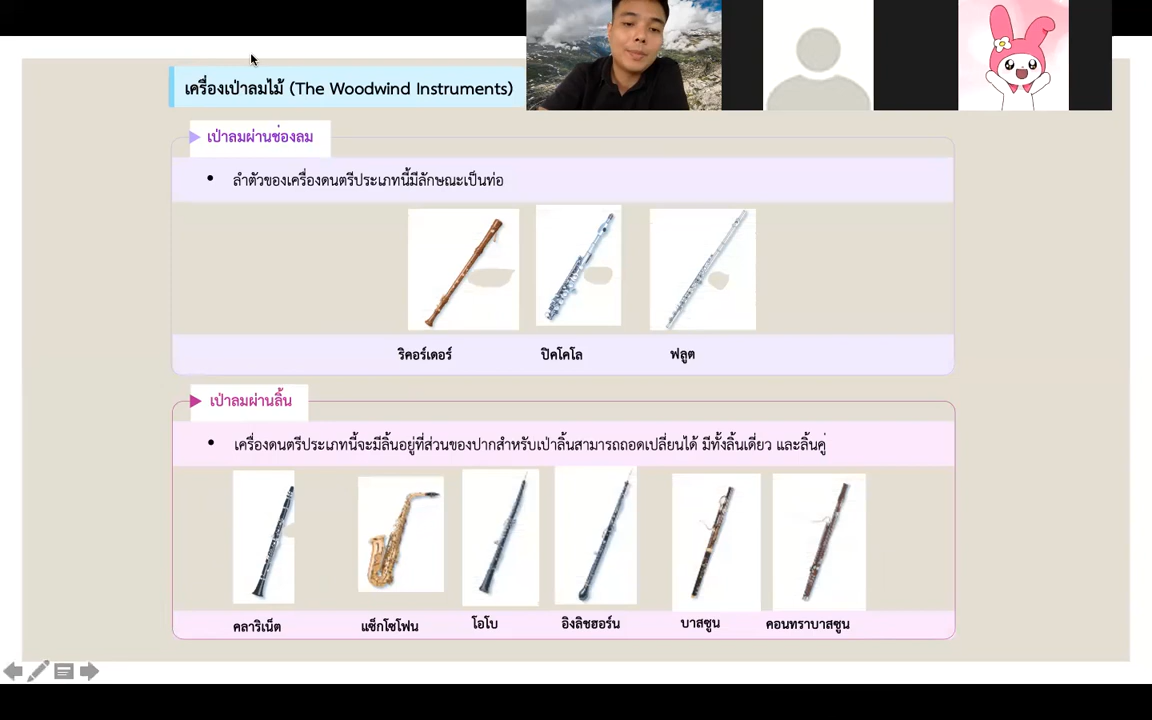 เครื่องเป่าลมไม้ (The Woodwind Instruments)
เป่าลมผ่านช่องลม
• ลำตัวของเครื่องดนตรีประเภทนี้มีลักษณะเป็นท่อ
ริคอร์เดอร์ ปิคโคโล ฟลูต
เป่าลมผ่านลิ้น
• เครื่องดนตรีประเภทนี้จะมีลิ้นอยู่ที่ส่วนของปากสำหรับเป่าลิ้นสามารถถอดเปลี่ยนได้ มีทั้งลิ้นเดี่ยว และลิ้นคู่
คลาริเน็ต แซ็กโซโฟน โอโบ อิงลิชฮอร์น บาสซูน คอนทราบาสซูน